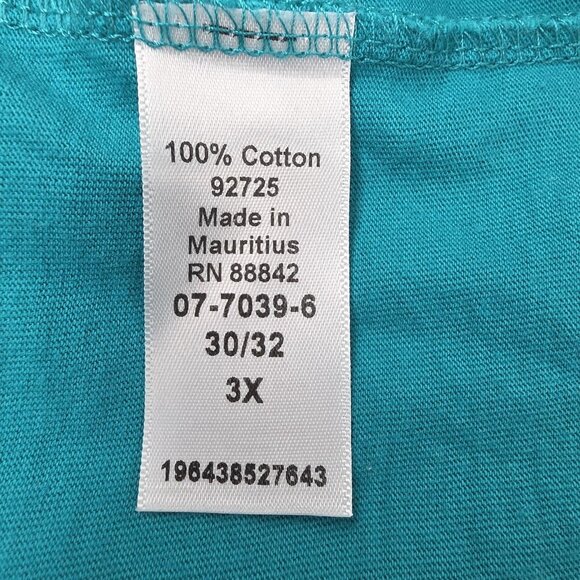 100% Cotton
92725
Made in
Mauritius
RN 88842
07-7039-6
30/32
3X
196438527643